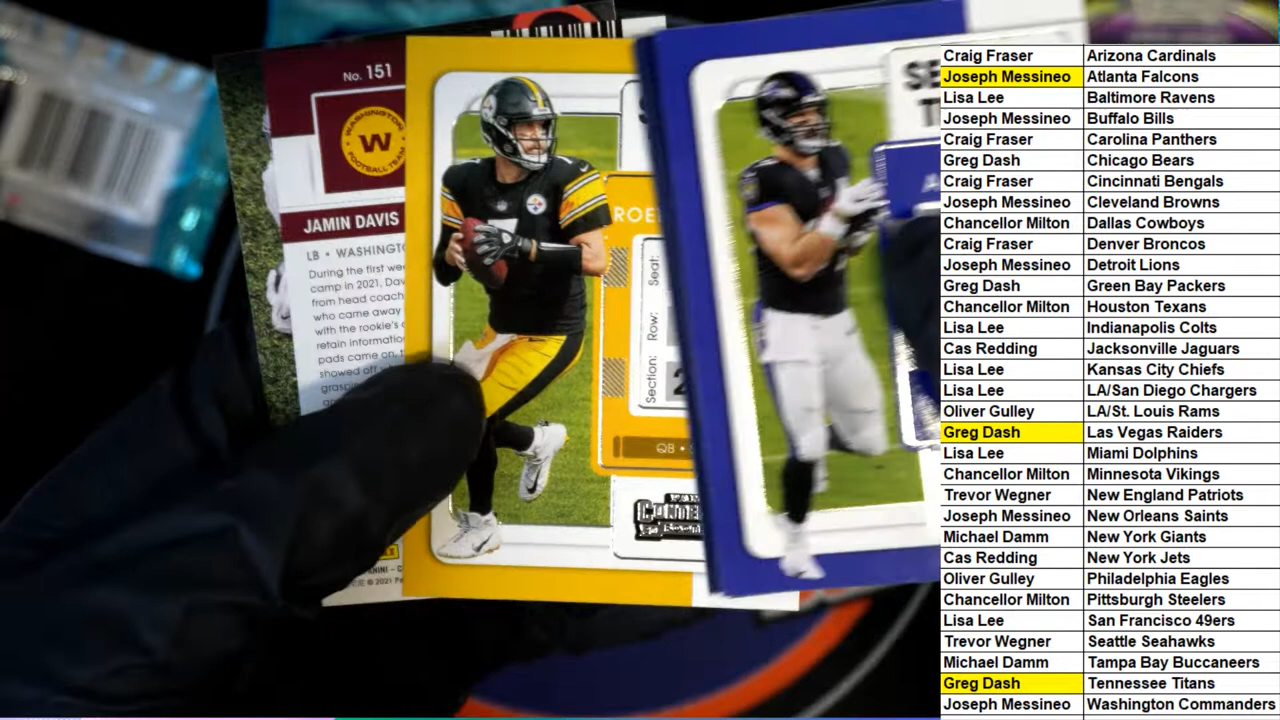 No. 151
WASHINGTON
W
FOOTBALL TEAM
JAMIN DAVIS
LB • WASHINGTO
During the first wee
camp in 2021, Dav
from head coach
who came away
with the rookie's
retain information
pads came on,
showed off
Seat:
Row:
Section:
2
QB •
SE
T
A
© 2021
Craig Fraser Arizona Cardinals
Joseph Messineo Atlanta Falcons
Lisa Lee Baltimore Ravens
Joseph Messineo Buffalo Bills
Craig Fraser Carolina Panthers
Greg Dash Chicago Bears
Craig Fraser Cincinnati Bengals
Joseph Messineo Cleveland Browns
Chancellor Milton Dallas Cowboys
Craig Fraser Denver Broncos
Joseph Messineo Detroit Lions
Greg Dash Green Bay Packers
Chancellor Milton Houston Texans
Lisa Lee Indianapolis Colts
Cas Redding Jacksonville Jaguars
Lisa Lee Kansas City Chiefs
Lisa Lee LA/San Diego Chargers
Oliver Gulley LA/St. Louis Rams
Greg Dash Las Vegas Raiders
Lisa Lee Miami Dolphins
Chancellor Milton Minnesota Vikings
Trevor Wegner New England Patriots
Joseph Messineo New Orleans Saints
Michael Damm New York Giants
Cas Redding New York Jets
Oliver Gulley Philadelphia Eagles
Chancellor Milton Pittsburgh Steelers
Lisa Lee San Francisco 49ers
Trevor Wegner Seattle Seahawks
Michael Damm Tampa Bay Buccaneers
Greg Dash Tennessee Titans
Joseph Messineo Washington Commanders